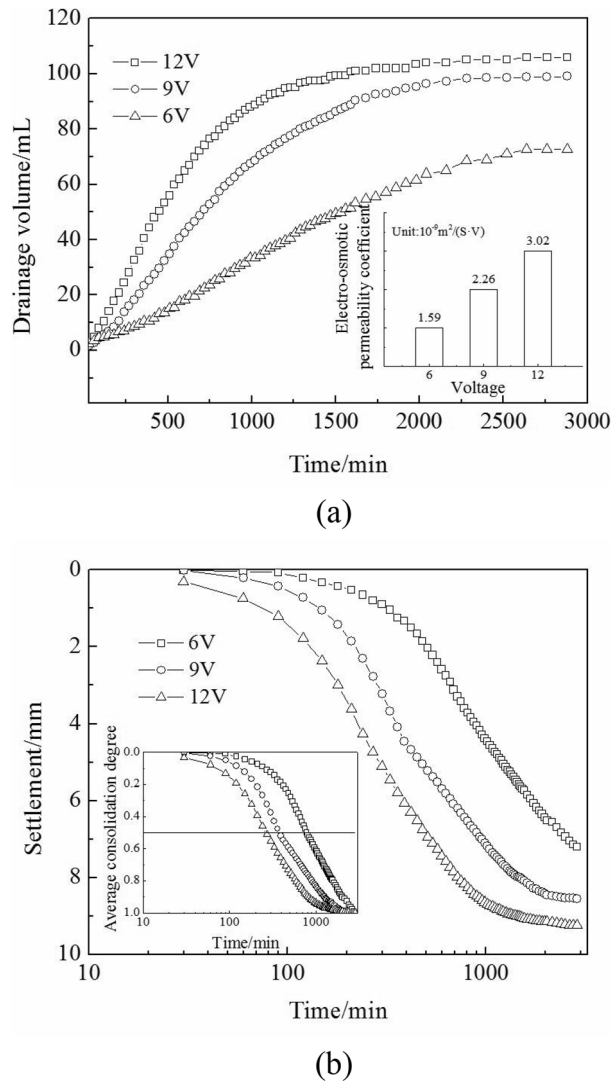 120
100
80
60
40
20
0
Drainage volume/mL
12V
9V
6V
Electro-osmotic
permeability coefficient
Unit:10⁻⁹m²/(S·V)
1.59
2.26
3.02
6
9
12
Voltage
500
1000
1500
2000
2500
3000
Time/min
(a)
0
2
4
6
8
10
Settlement/mm
6V
9V
12V
Average consolidation degree
0.0
0.2
0.4
0.6
0.8
1.0
10
100
1000
Time/min
10
100
1000
Time/min
(b)